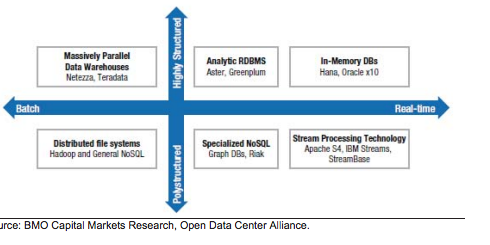 Highly Structured
Massively Parallel
Data Warehouses
Netezza, Teradata
Analytic RDBMS
Aster, Greenplum
In-Memory DBs
Hana, Oracle x10
Batch
Real-time
Distributed file systems
Hadoop and General NoSQL
Specialized NoSQL
Graph DBs, Riak
Stream Processing Technology
Apache S4, IBM Streams,
StreamBase
Polystructured
urce: BMO Capital Markets Research, Open Data Center Alliance.